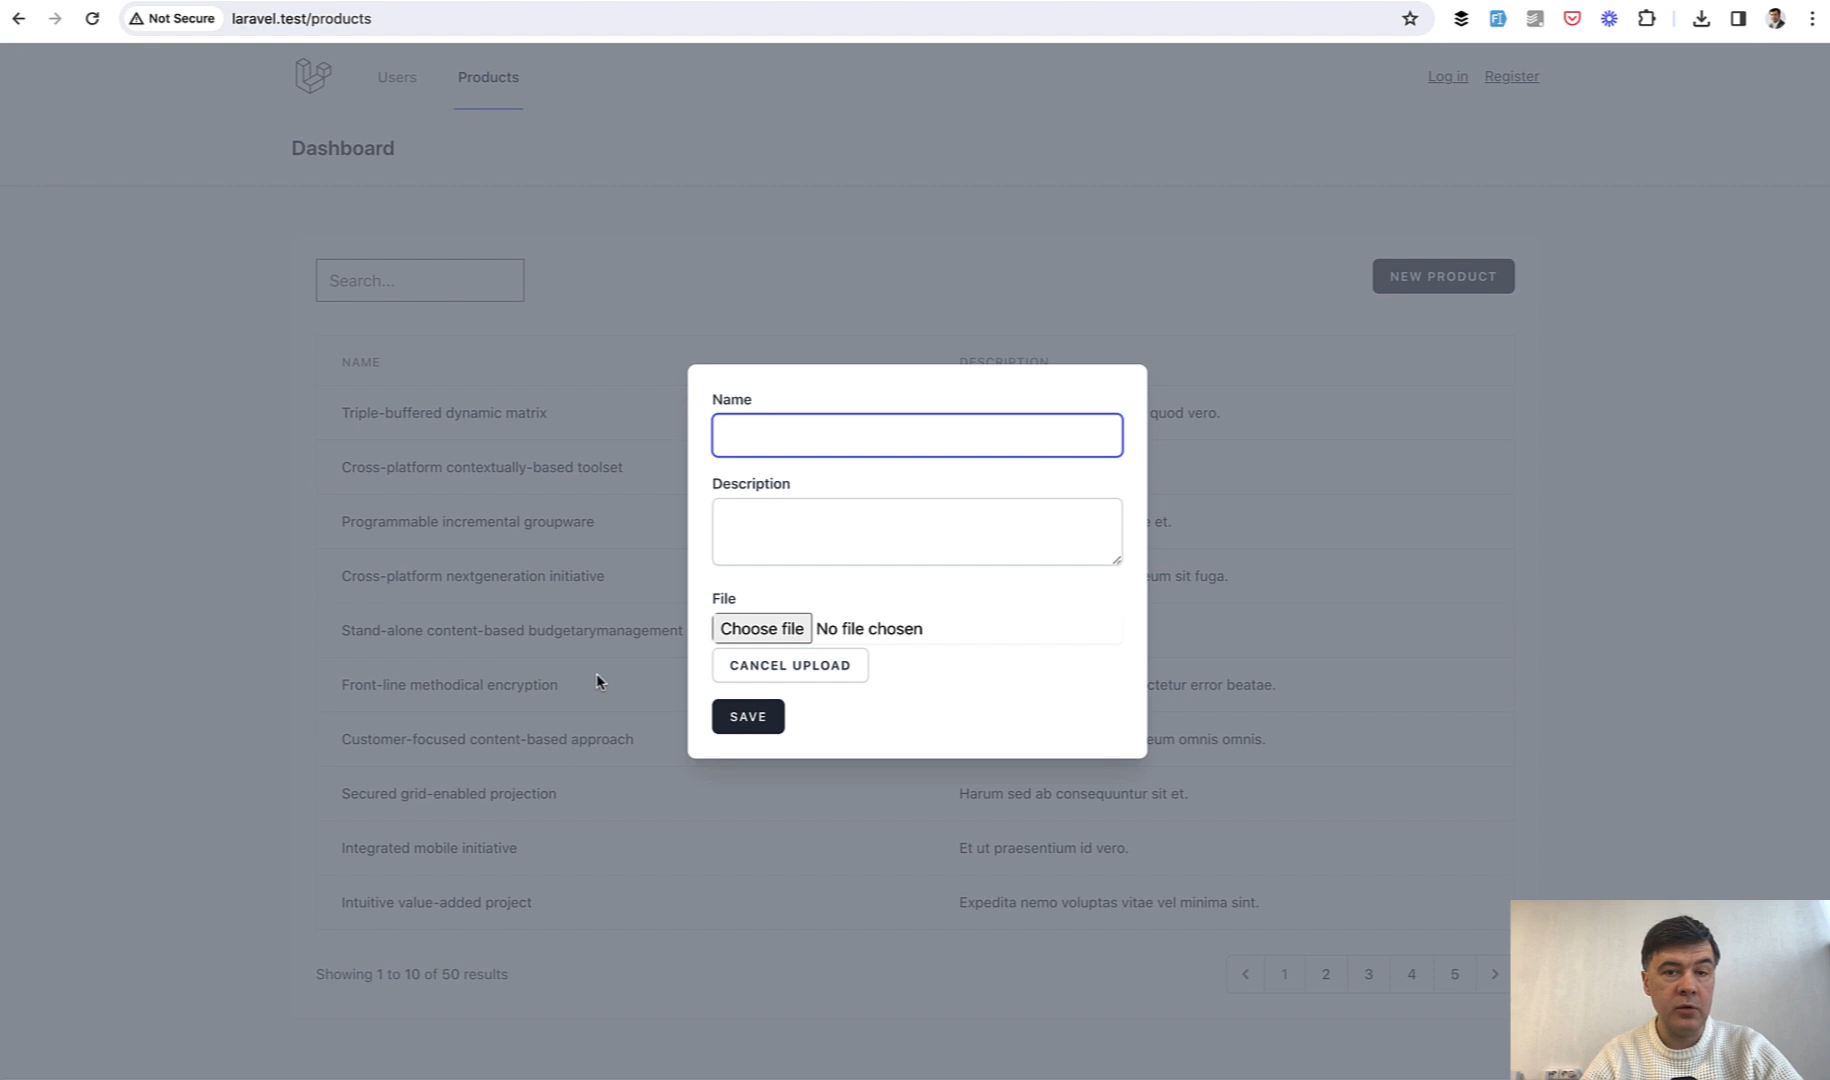 Not Secure laravel.test/products
Users Products Log in Register
Dashboard
Search...
NEW PRODUCT
NAME DESCRIPTION
Triple-buffered dynamic matrix quod vero.
Cross-platform contextually-based toolset
Programmable incremental groupware et.
Cross-platform nextgeneration initiative eum sit fuga.
Stand-alone content-based budgetarymanagement
Front-line methodical encryption ctetur error beatae.
Customer-focused content-based approach eum omnis omnis.
Secured grid-enabled projection Harum sed ab consequuntur sit et.
Integrated mobile initiative Et ut praesentium id vero.
Intuitive value-added project Expedita nemo voluptas vitae vel minima sint.
Showing 1 to 10 of 50 results
1 2 3 4 5
Name
Description
File
Choose file No file chosen
CANCEL UPLOAD
SAVE